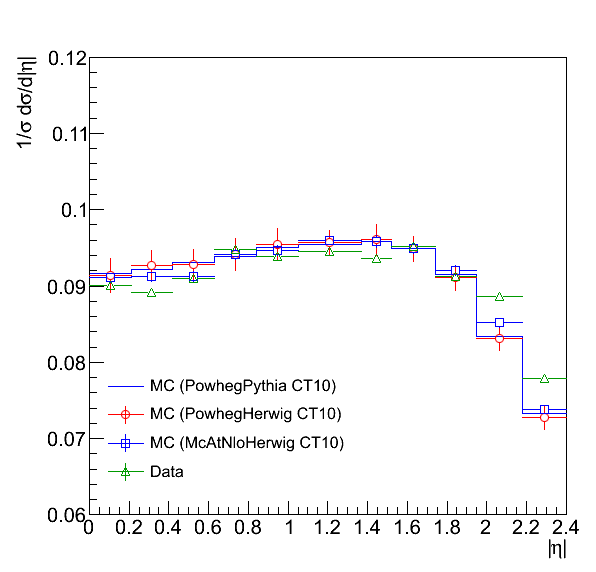 1/σ dσ/d|η|
0.12
0.11
0.1
0.09
0.08
0.07
0.06
MC (PowhegPythia CT10)
MC (PowhegHerwig CT10)
MC (McAtNloHerwig CT10)
Data
0 0.2 0.4 0.6 0.8 1 1.2 1.4 1.6 1.8 2 2.2 2.4
|η|